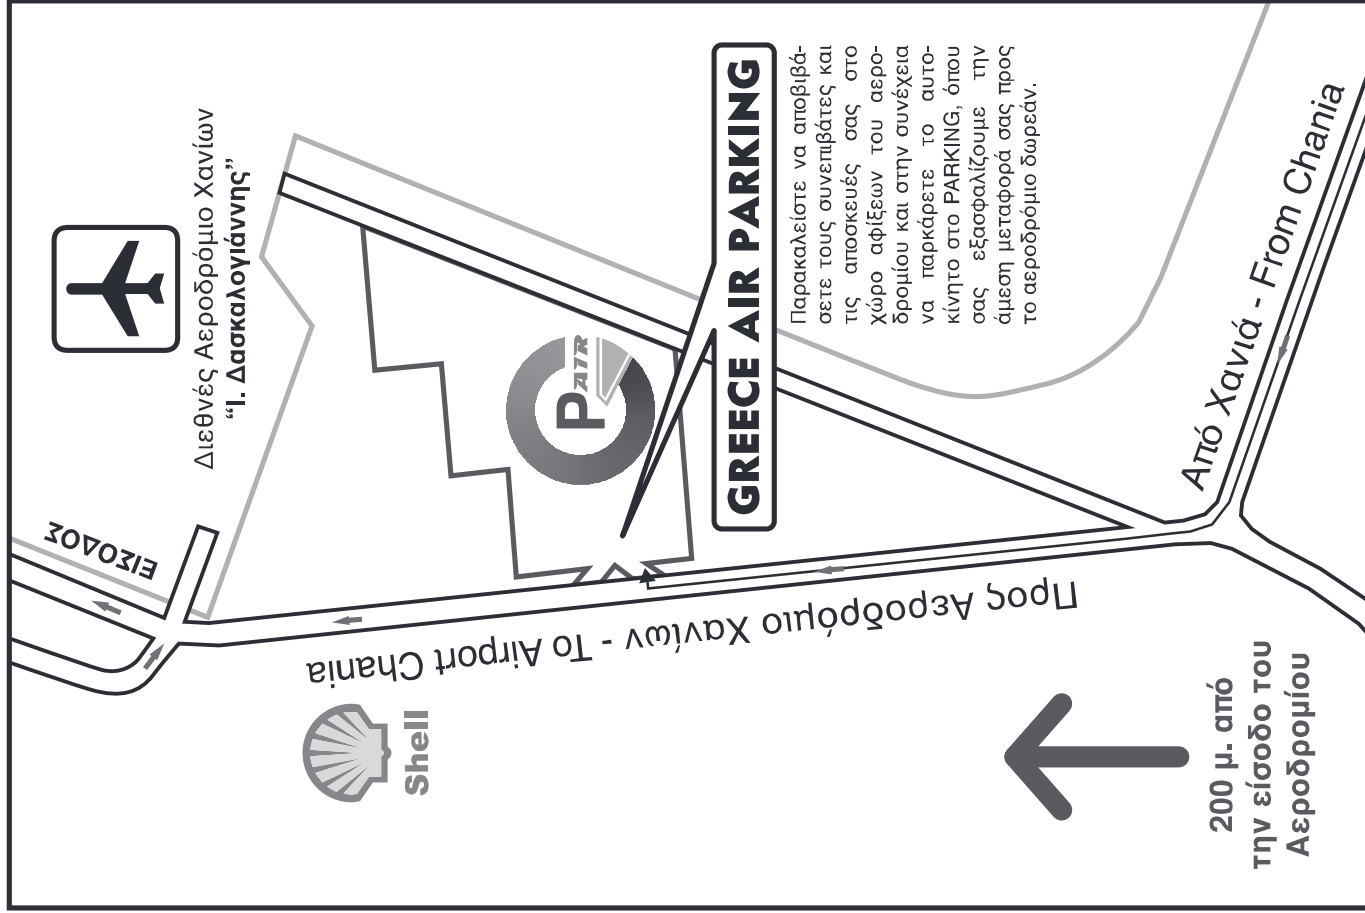 Διεθνές Αεροδρόμιο Χανίων
“Ι. Δασκαλογιάννης”
ΕΙΣΟΔΟΣ
P AIR
GREECE AIR PARKING
Παρακαλείστε να αποβιβά-
σετε τους συνεπιβάτες και
τις αποσκευές σας στο
χώρο αφίξεων του αερο-
δρομίου και στην συνέχεια
να παρκάρετε το αυτο-
κίνητο στο PARKING, όπου
σας εξασφαλίζουμε την
άμεση μεταφορά σας προς
το αεροδρόμιο δωρεάν.
Από Χανιά - From Chania
Προς Αεροδρόμιο Χανίων - To Airport Chania
Shell
200 μ. από
την είσοδο του
Αεροδρομίου